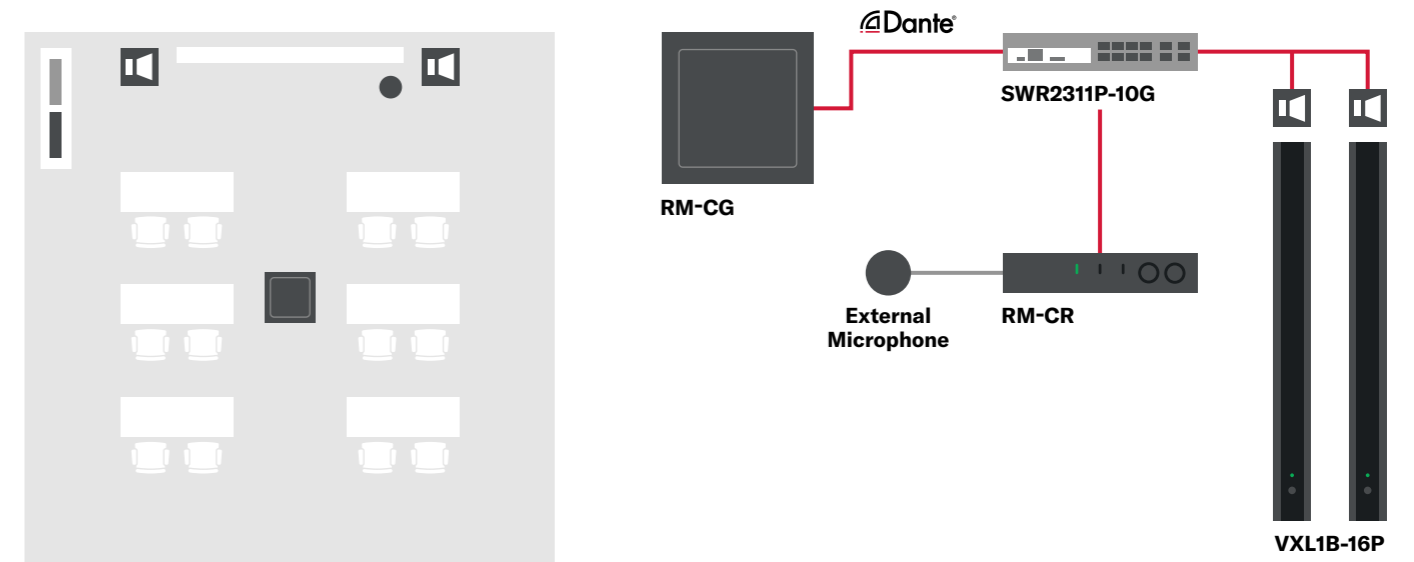 Dante®
SWR2311P-10G
RM-CG
External
Microphone
RM-CR
VXL1B-16P